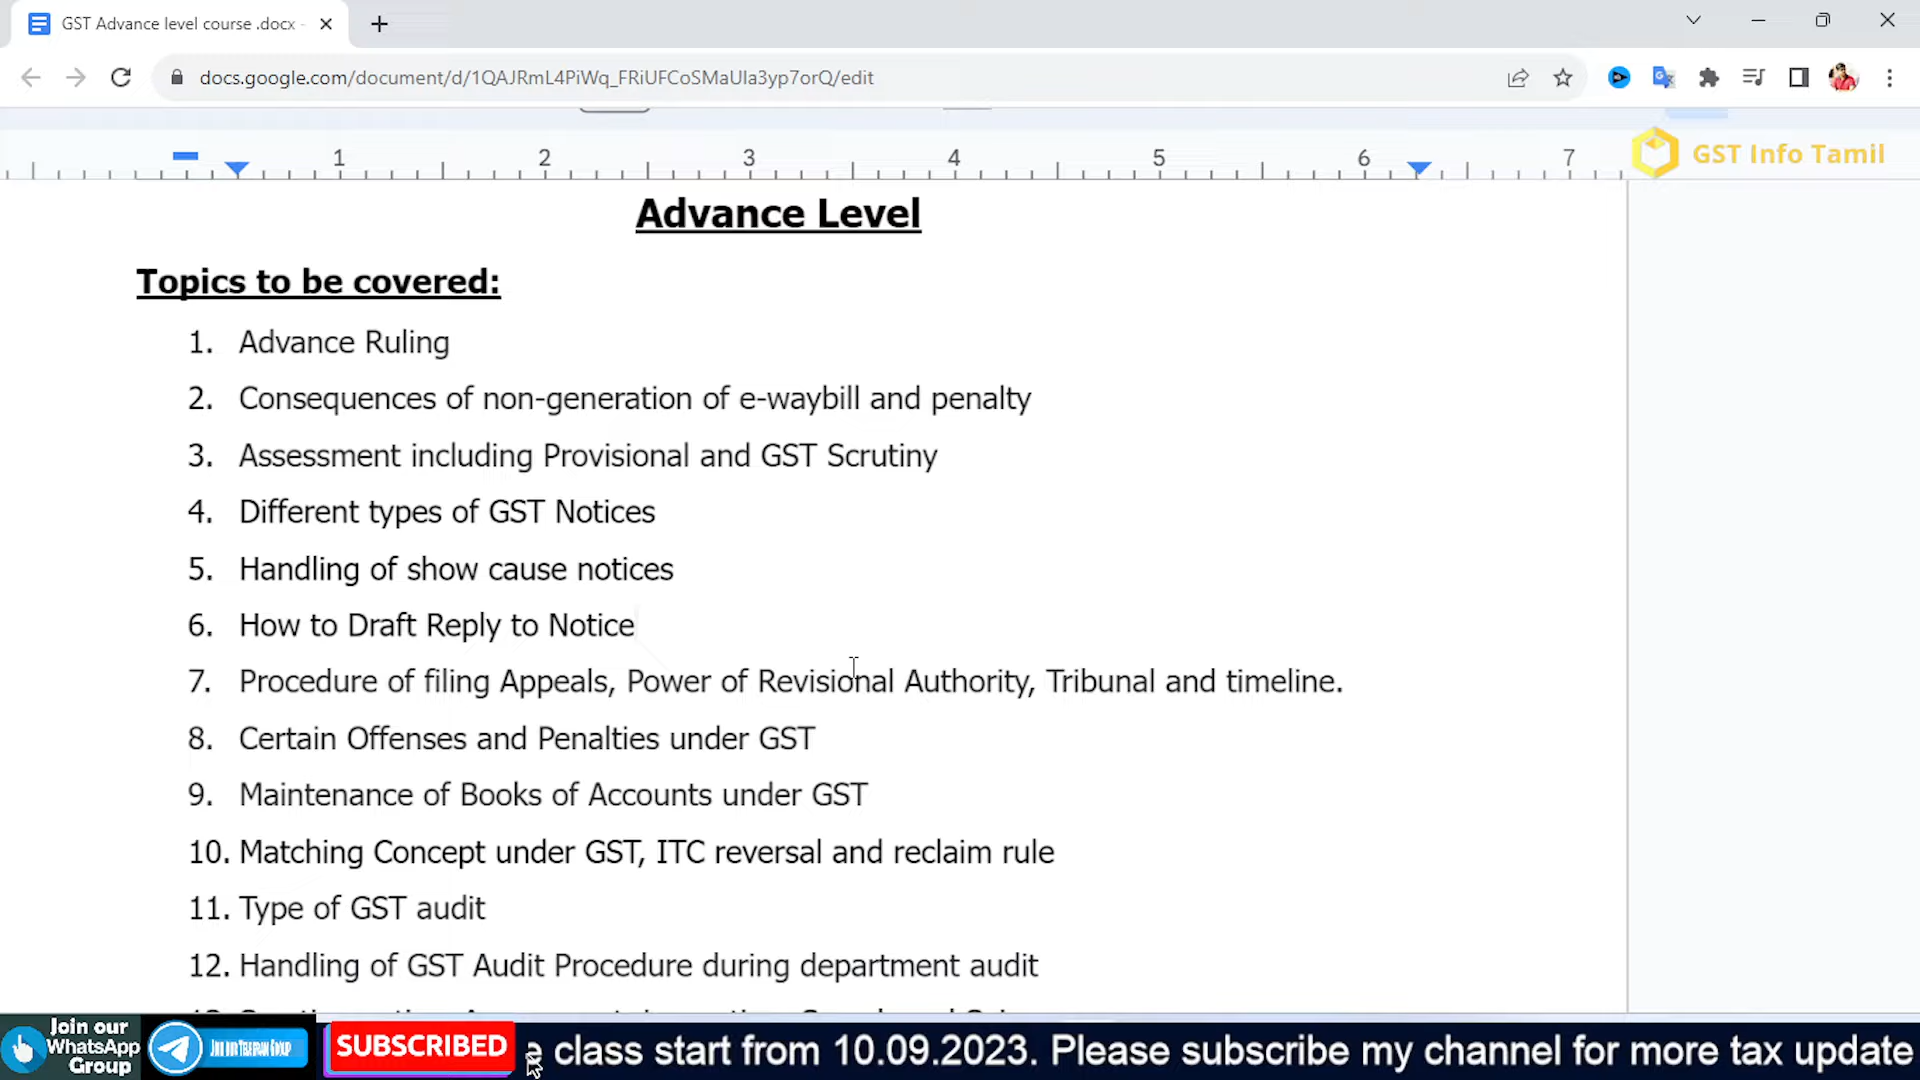 GST Advance level course .docx -
docs.google.com/document/d/1QAJRmL4PiWq_FRiUFCoSMaUla3yp7orQ/edit
1 2 3 4 5 6 7
GST Info Tamil
Advance Level
Topics to be covered:
1. Advance Ruling
2. Consequences of non-generation of e-waybill and penalty
3. Assessment including Provisional and GST Scrutiny
4. Different types of GST Notices
5. Handling of show cause notices
6. How to Draft Reply to Notice
7. Procedure of filing Appeals, Power of Revisional Authority, Tribunal and timeline.
8. Certain Offenses and Penalties under GST
9. Maintenance of Books of Accounts under GST
10. Matching Concept under GST, ITC reversal and reclaim rule
11. Type of GST audit
12. Handling of GST Audit Procedure during department audit
Join our
WhatsApp
Group
JOIN OUR TELEGRAM GROUP
SUBSCRIBED
class start from 10.09.2023. Please subscribe my channel for more tax update